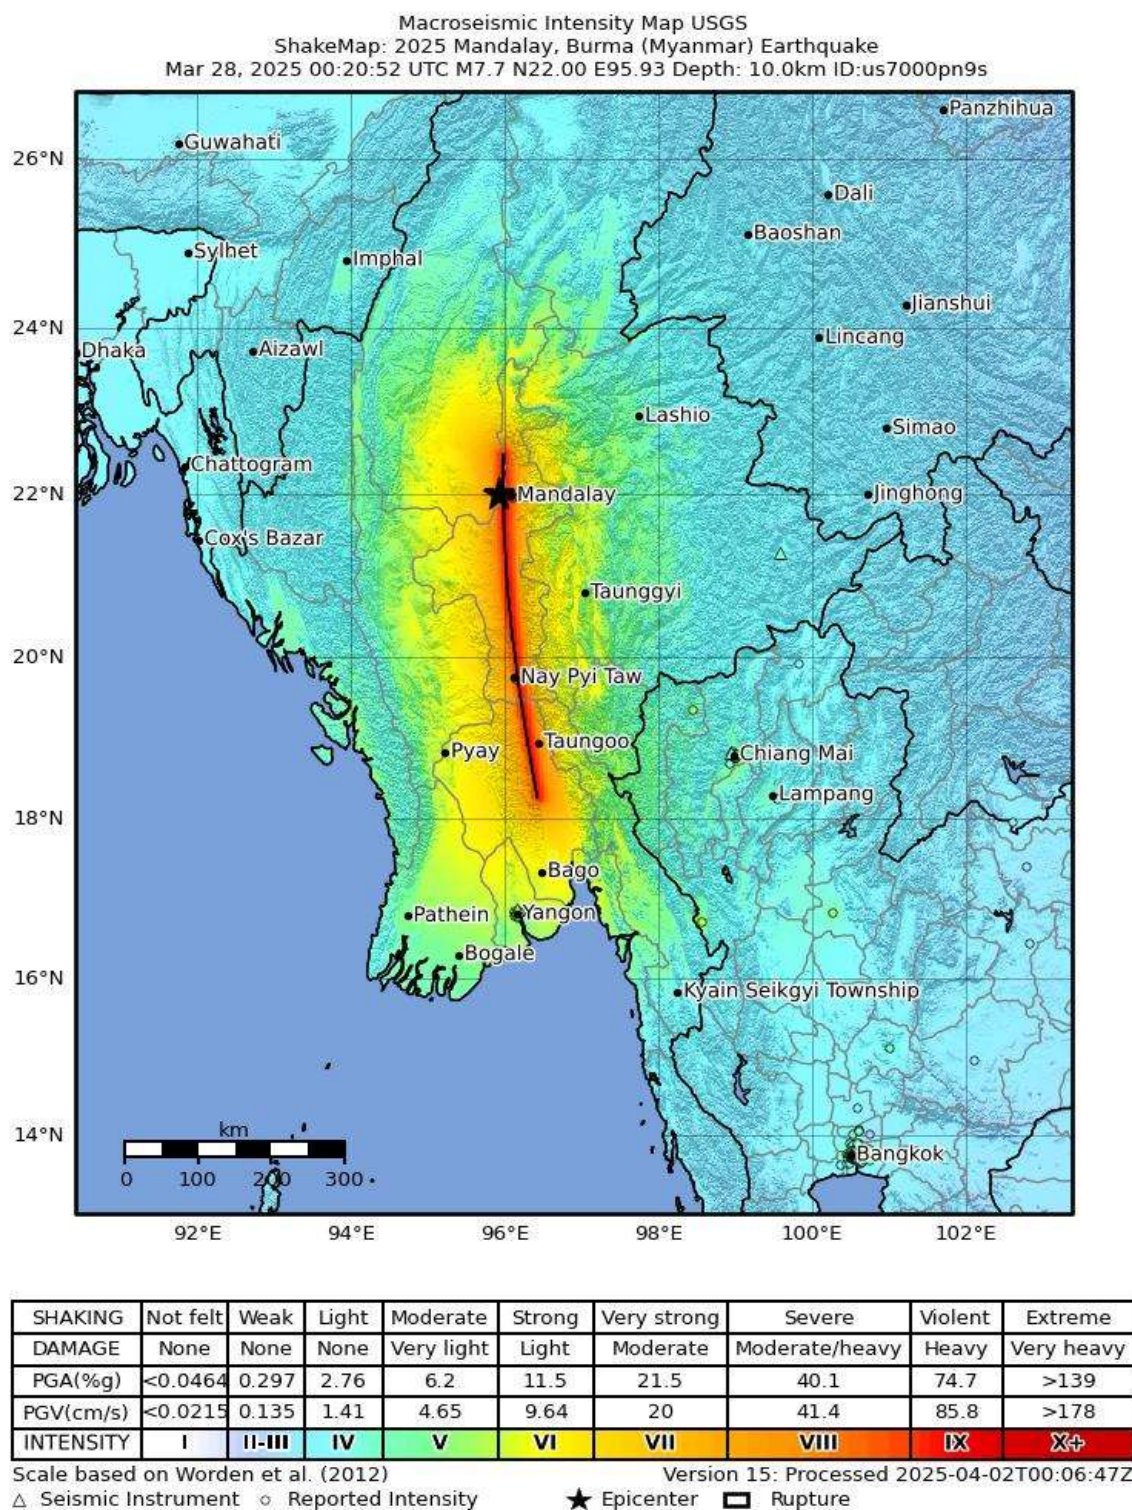 Macroseismic Intensity Map USGS
ShakeMap: 2025 Mandalay, Burma (Myanmar) Earthquake
Mar 28, 2025 00:20:52 UTC M7.7 N22.00 E95.93 Depth: 10.0km ID:us7000pn9s
Panzhihua
26°N
Guwahati
Dali
Baoshan
Sylhet
Imphal
Jianshui
24°N
Lincang
Dhaka
Aizawl
Lashio
Simao
Chattogram
22°N
Mandalay
Jinghong
Cox's Bazar
Taunggyi
20°N
Nay Pyi Taw
Taungoo
Pyay
Chiang Mai
Lampang
18°N
Bago
Pathein
Yangon
Bogale
16°N
Kyain Seikgyi Township
14°N
km
Bangkok
0 100 200 300
92°E 94°E 96°E 98°E 100°E 102°E
SHAKING Not felt Weak Light Moderate Strong Very strong Severe Violent Extreme
DAMAGE None None None Very light Light Moderate Moderate/heavy Heavy Very heavy
PGA(%g) <0.0464 0.297 2.76 6.2 11.5 21.5 40.1 74.7 >139
PGV(cm/s) <0.0215 0.135 1.41 4.65 9.64 20 41.4 85.8 >178
INTENSITY I II-III IV V VI VII VIII IX X+
Scale based on Worden et al. (2012) Version 15: Processed 2025-04-02T00:06:47Z
△ Seismic Instrument ○ Reported Intensity ★ Epicenter Rupture